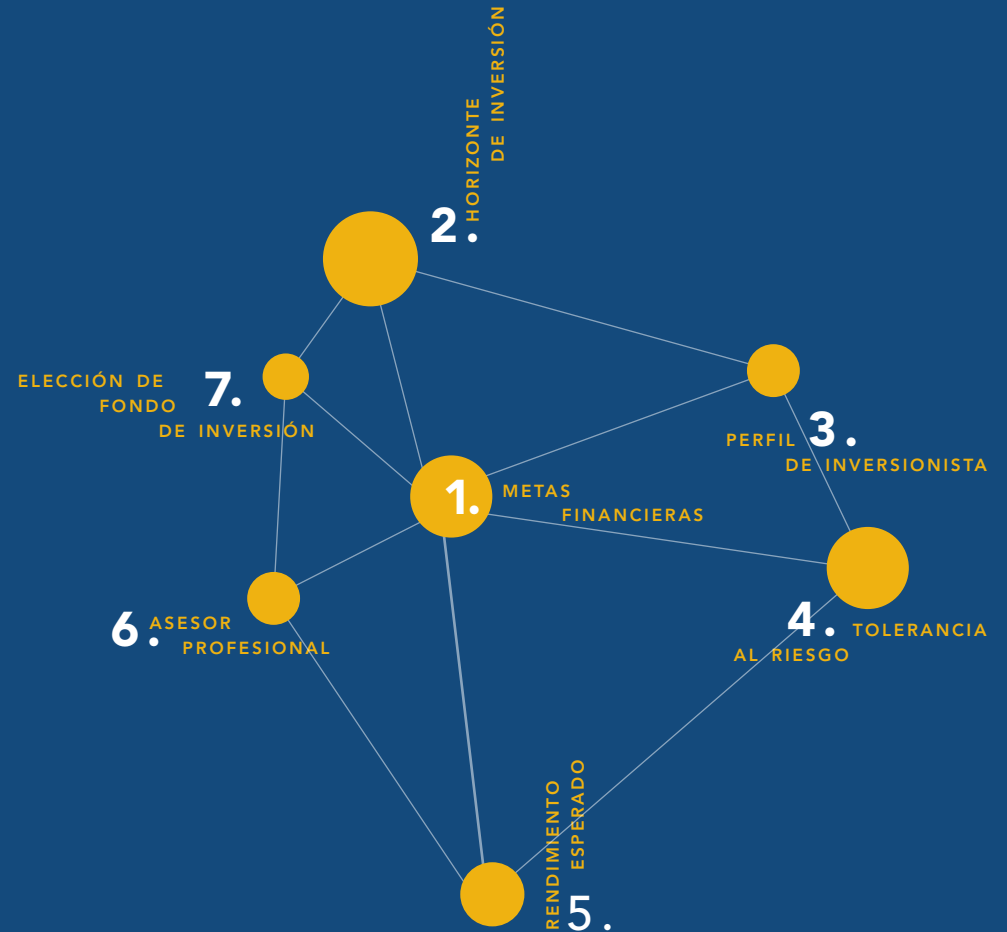 1.
METAS
FINANCIERAS
2.
HORIZONTE
DE INVERSIÓN
3.
PERFIL
DE INVERSIONISTA
4.
TOLERANCIA
AL RIESGO
5.
RENDIMIENTO
ESPERADO
6.
ASESOR
PROFESIONAL
7.
ELECCIÓN DE
FONDO
DE INVERSIÓN